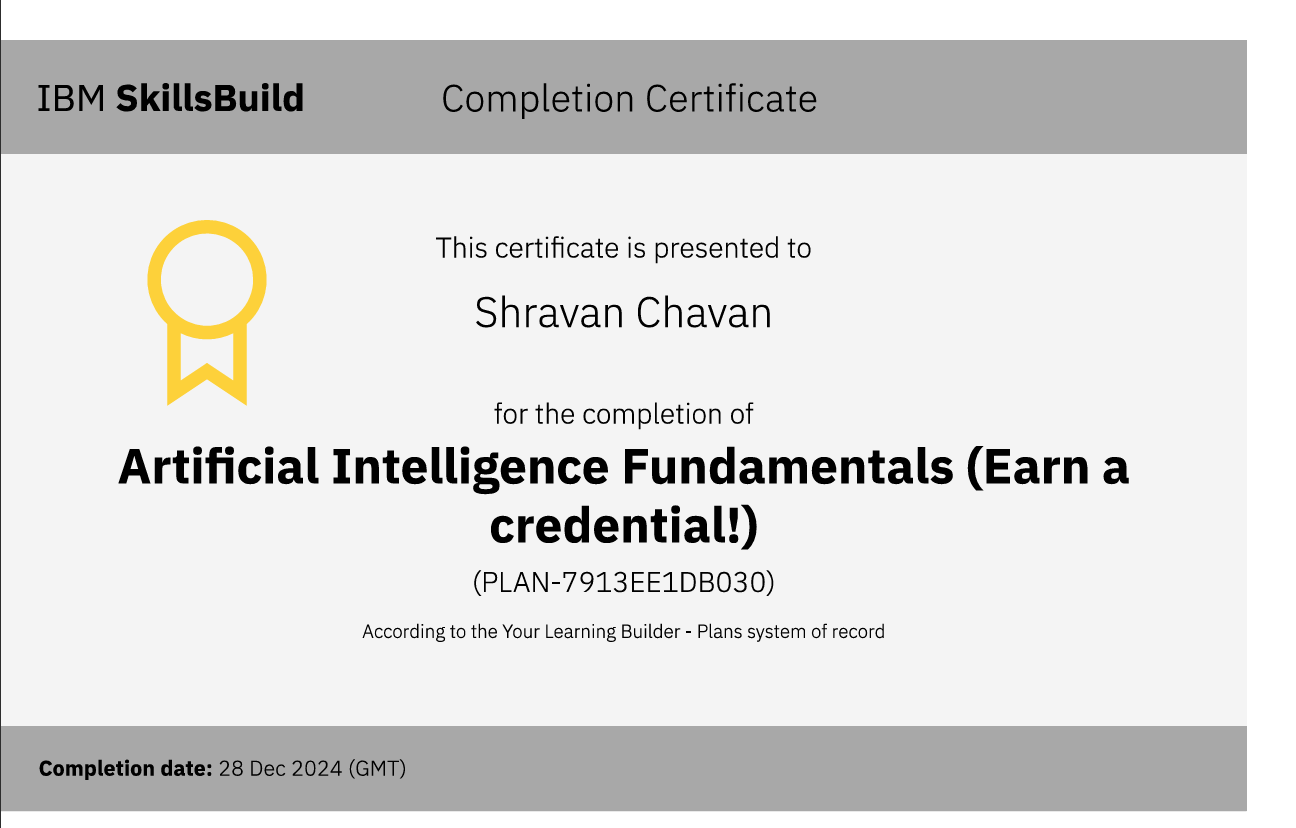 IBM SkillsBuild
Completion Certificate
This certificate is presented to
Shravan Chavan
for the completion of
Artificial Intelligence Fundamentals (Earn a
credential!)
(PLAN-7913EE1DB030)
According to the Your Learning Builder - Plans system of record
Completion date: 28 Dec 2024 (GMT)